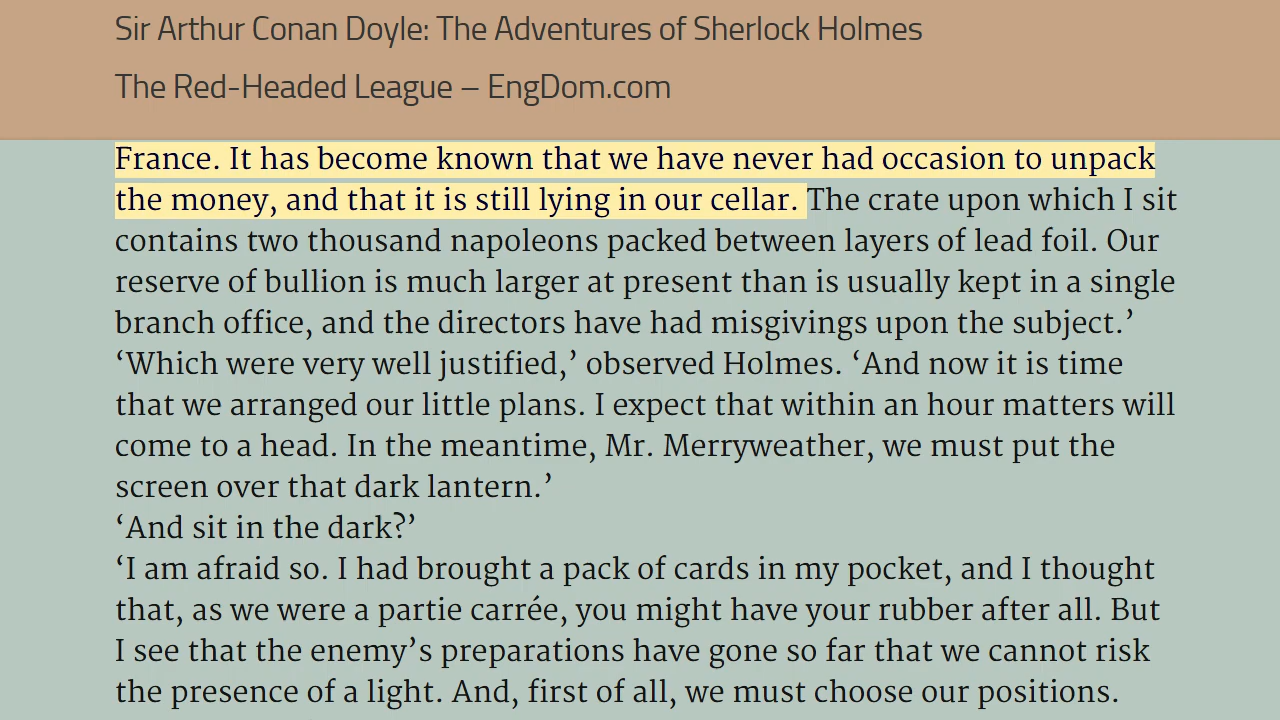 Sir Arthur Conan Doyle: The Adventures of Sherlock Holmes
The Red-Headed League – EngDom.com
France. It has become known that we have never had occasion to unpack
the money, and that it is still lying in our cellar. The crate upon which I sit
contains two thousand napoleons packed between layers of lead foil. Our
reserve of bullion is much larger at present than is usually kept in a single
branch office, and the directors have had misgivings upon the subject.’
‘Which were very well justified,’ observed Holmes. ‘And now it is time
that we arranged our little plans. I expect that within an hour matters will
come to a head. In the meantime, Mr. Merryweather, we must put the
screen over that dark lantern.’
‘And sit in the dark?’
‘I am afraid so. I had brought a pack of cards in my pocket, and I thought
that, as we were a partie carrée, you might have your rubber after all. But
I see that the enemy’s preparations have gone so far that we cannot risk
the presence of a light. And, first of all, we must choose our positions.